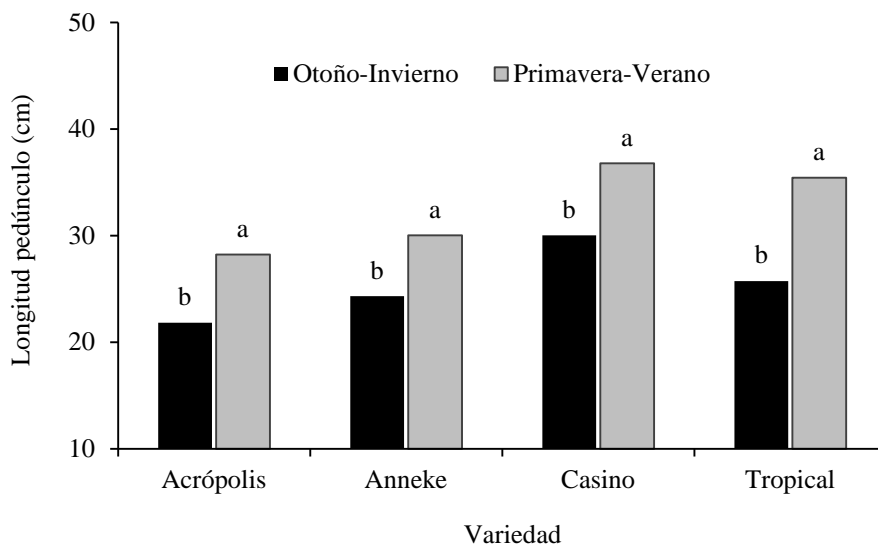 50
Otoño-Invierno Primavera-Verano
40
30
20
10
Longitud pedúnculo (cm)
b a b a b a b a
Acrópolis Anneke Casino Tropical
Variedad